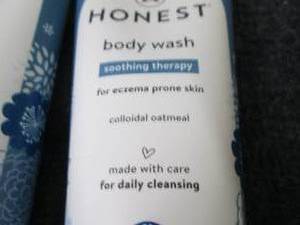 HONEST
body wash
soothing therapy
for eczema prone skin
colloidal oatmeal
made with care
for daily cleansing